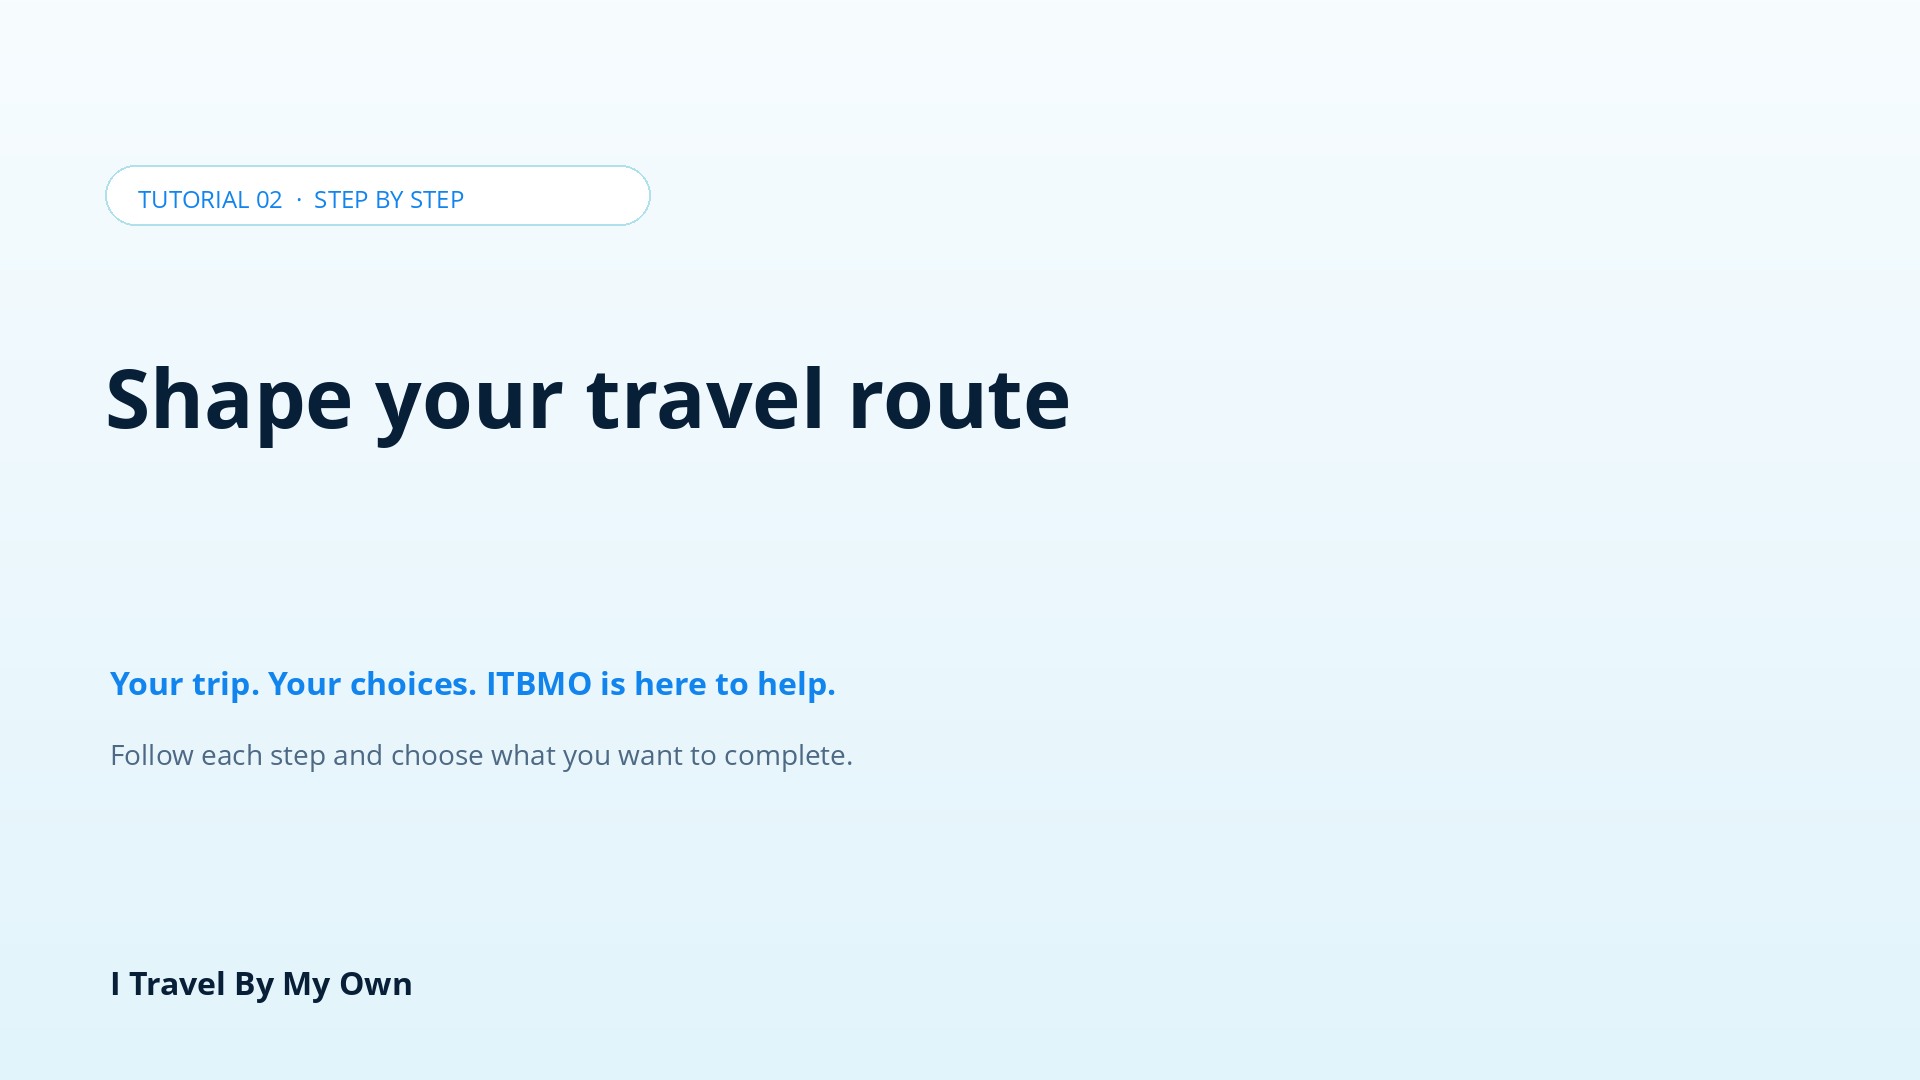 TUTORIAL 02 · STEP BY STEP
Shape your travel route
Your trip. Your choices. ITBMO is here to help.
Follow each step and choose what you want to complete.
I Travel By My Own